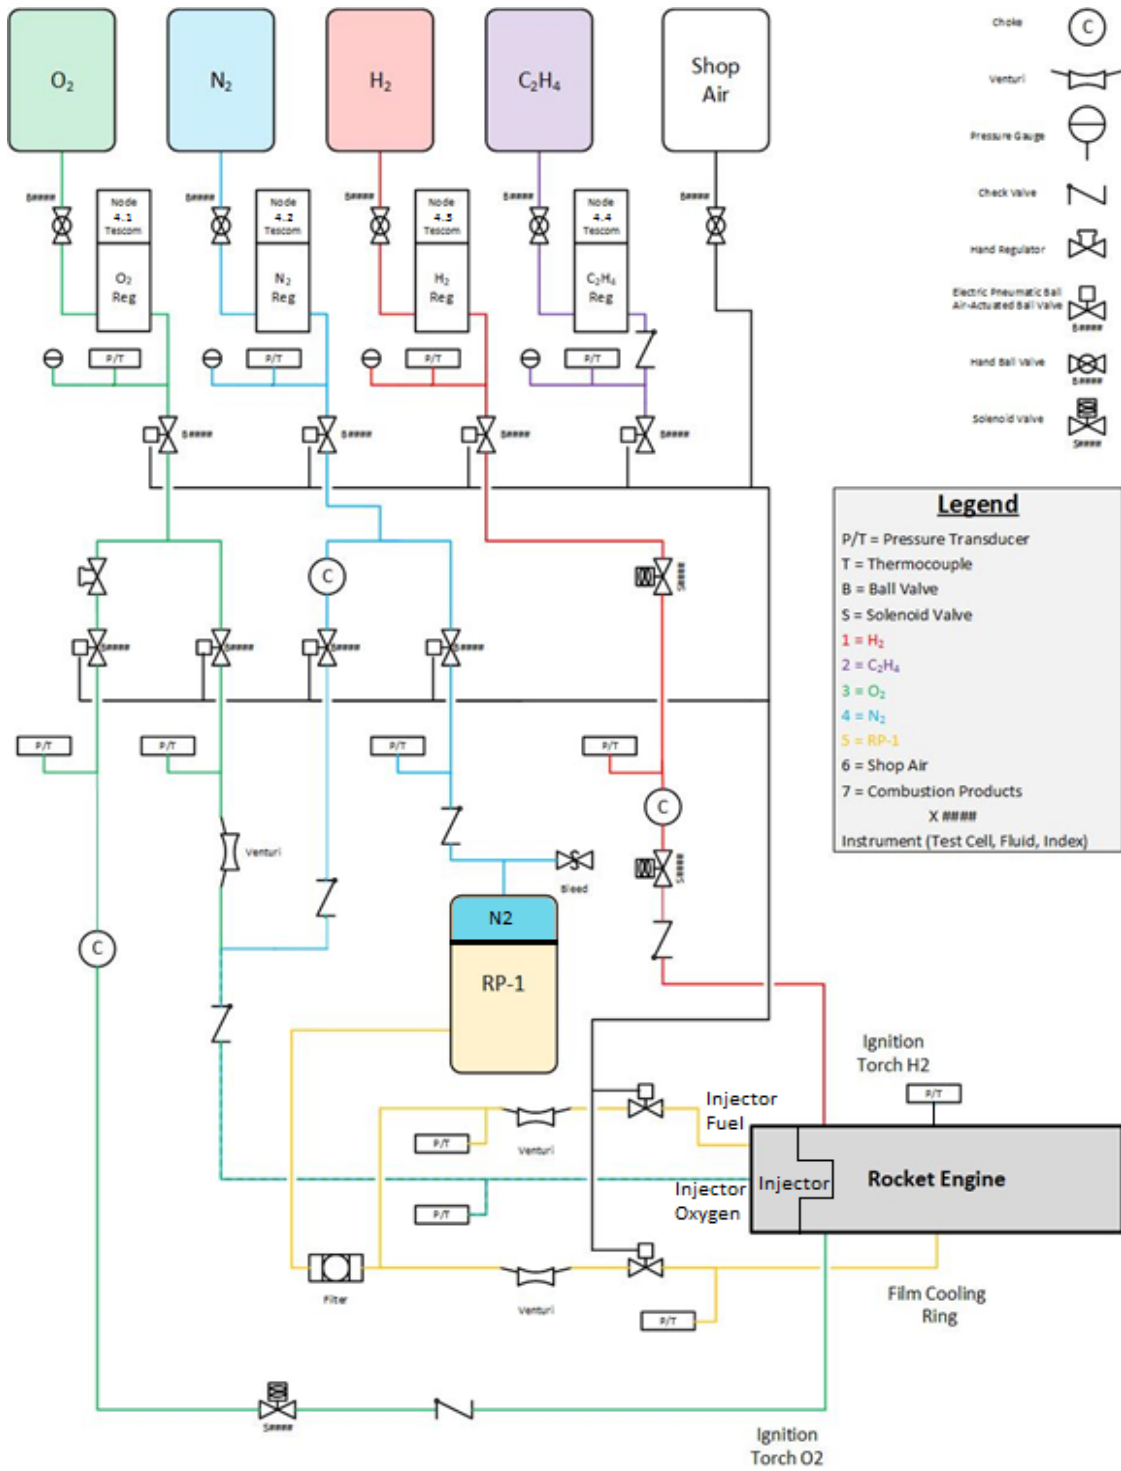 O₂
N₂
H₂
C₂H₄
Shop
Air
Choke
C
Venturi
Pressure Gauge
Check Valve
Hand Regulator
Electric Pneumatic Ball
Air-Actuated Ball Valve
B####
Hand Ball Valve
B####
Solenoid Valve
S####
B####
B####
B####
B####
B####
Node
4.1
Tescom
O₂
Reg
Node
4.2
Tescom
N₂
Reg
Node
4.3
Tescom
H₂
Reg
Node
4.4
Tescom
C₂H₄
Reg
P/T
P/T
P/T
P/T
B####
B####
B####
B####
Legend
P/T = Pressure Transducer
T = Thermocouple
B = Ball Valve
S = Solenoid Valve
1 = H₂
2 = C₂H₄
3 = O₂
4 = N₂
5 = RP-1
6 = Shop Air
7 = Combustion Products
X ####
Instrument (Test Cell, Fluid, Index)
C
S####
P/T
P/T
P/T
P/T
C
S####
Venturi
Bleed
N2
RP-1
C
Ignition
Torch H2
P/T
Injector
Fuel
P/T
Venturi
Injector
Oxygen
Injector
Rocket Engine
P/T
Filter
Venturi
P/T
Film Cooling
Ring
S####
Ignition
Torch O2